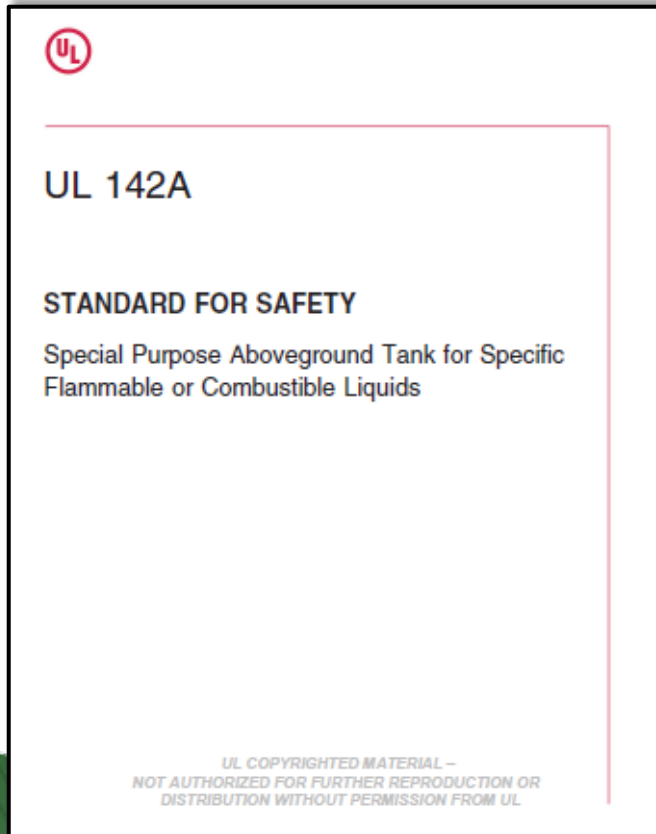 UL
UL 142A
STANDARD FOR SAFETY
Special Purpose Aboveground Tank for Specific
Flammable or Combustible Liquids
UL COPYRIGHTED MATERIAL –
NOT AUTHORIZED FOR FURTHER REPRODUCTION OR
DISTRIBUTION WITHOUT PERMISSION FROM UL